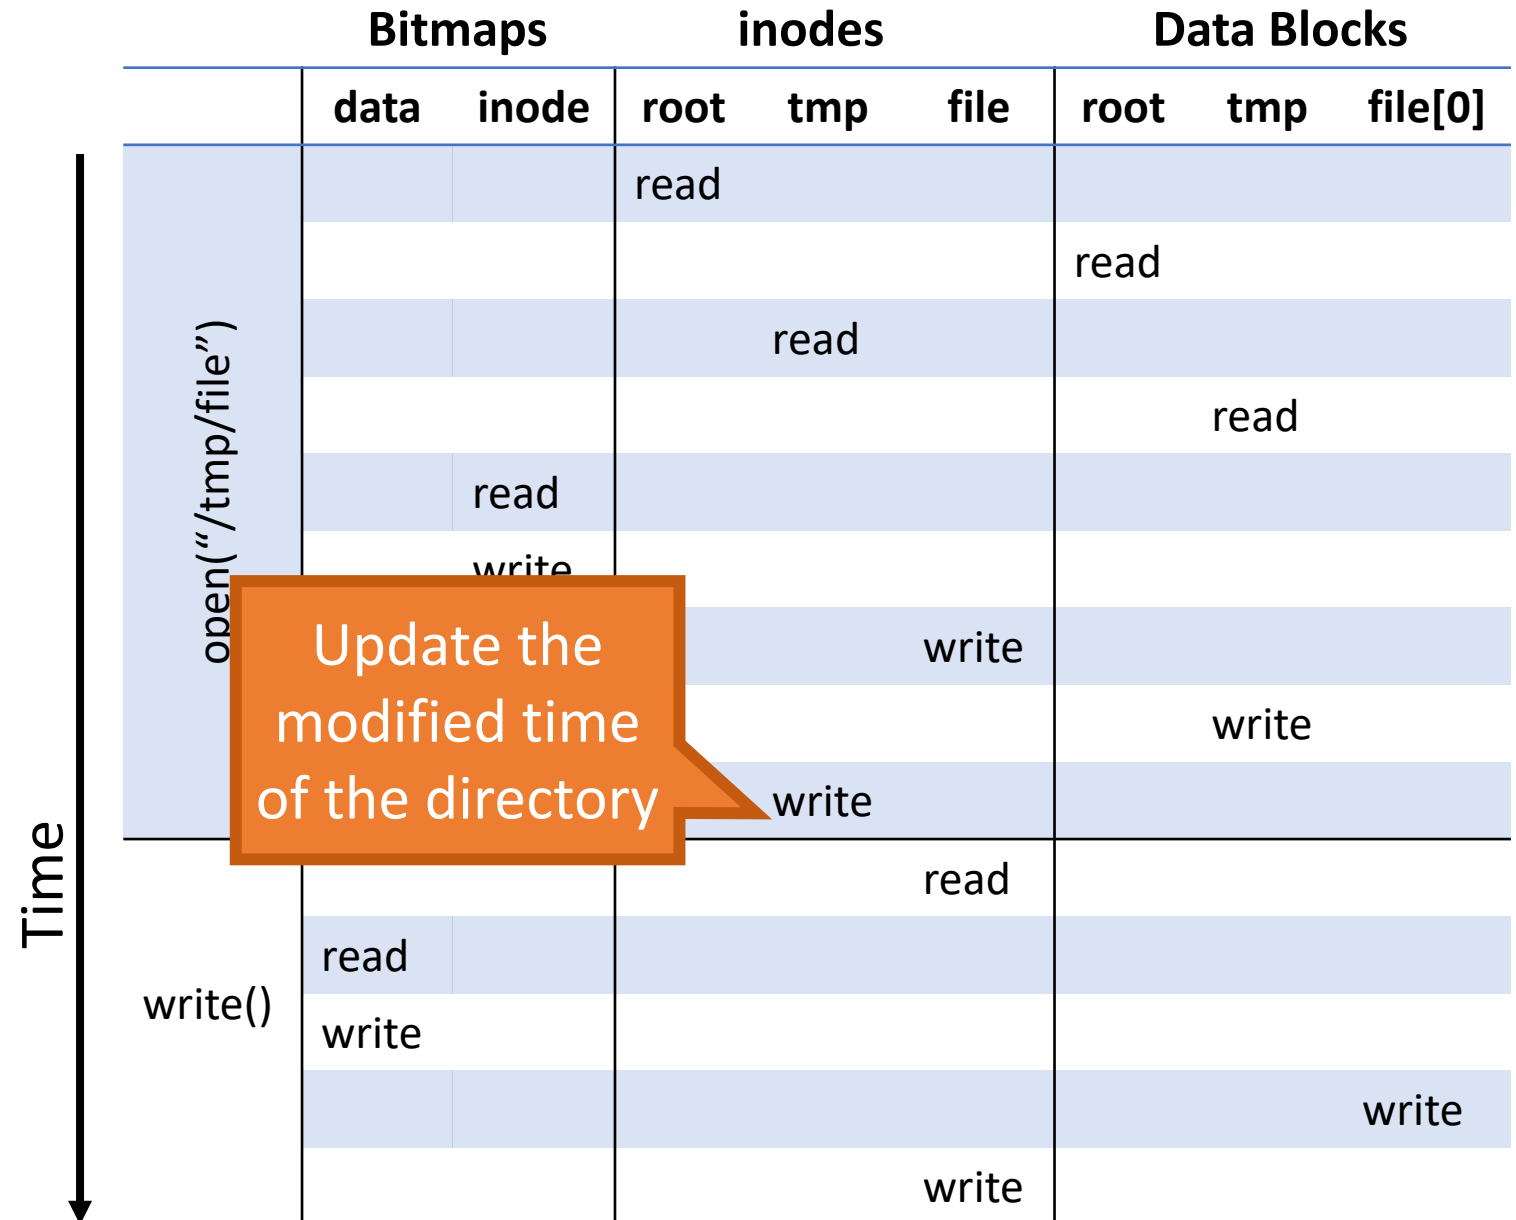 Bitmaps inodes Data Blocks
data inode root tmp file root tmp file[0]
read
read
read
read
read
write
write
write
write
open(“/tmp/file”)
Update the
modified time
of the directory
Time
read
read
write
write
write
write()